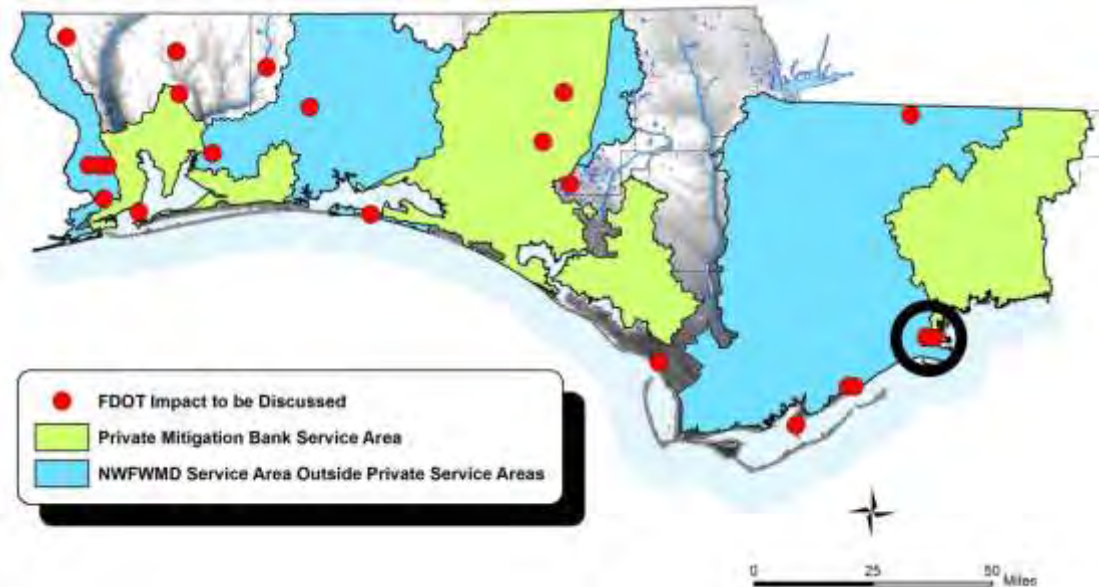 FDOT Impact to be Discussed
Private Mitigation Bank Service Area
NWFWMD Service Area Outside Private Service Areas
0 25 50
Miles